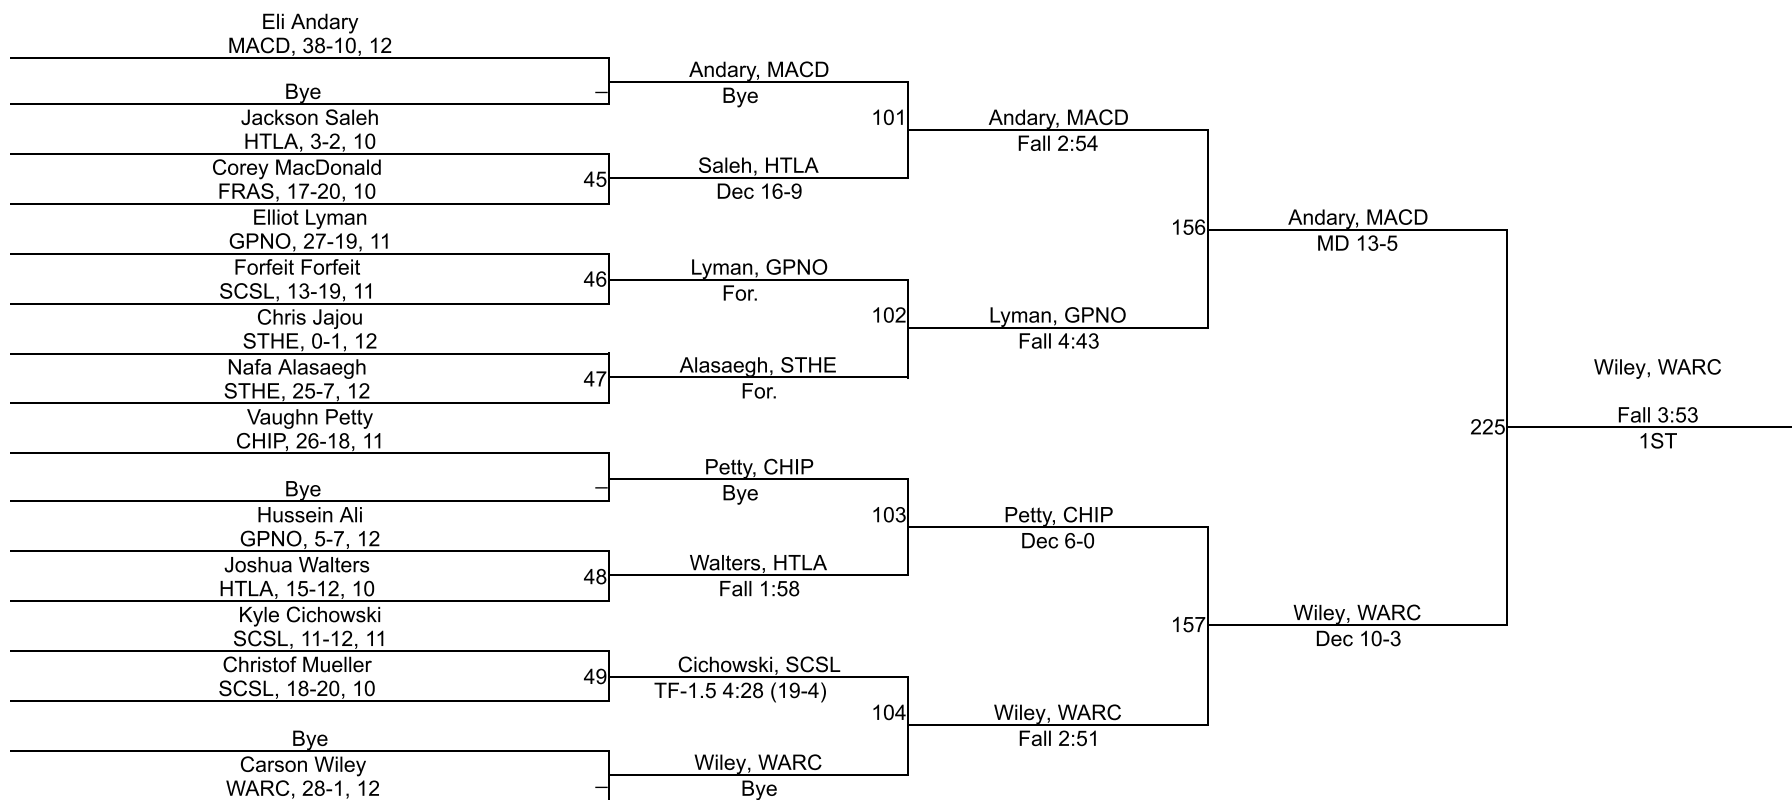 Eli Andary
MACD, 38-10, 12
Bye
–
Jackson Saleh
HTLA, 3-2, 10
Corey MacDonald
FRAS, 17-20, 10
45
Elliot Lyman
GPNO, 27-19, 11
Forfeit Forfeit
SCSL, 13-19, 11
46
Chris Jajou
STHE, 0-1, 12
Nafa Alasaegh
STHE, 25-7, 12
47
Vaughn Petty
CHIP, 26-18, 11
Bye
–
Hussein Ali
GPNO, 5-7, 12
Joshua Walters
HTLA, 15-12, 10
48
Kyle Cichowski
SCSL, 11-12, 11
Christof Mueller
SCSL, 18-20, 10
49
Bye
Carson Wiley
WARC, 28-1, 12
–
Andary, MACD
Bye
101
Saleh, HTLA
Dec 16-9
Lyman, GPNO
For.
102
Alasaegh, STHE
For.
Petty, CHIP
Bye
103
Walters, HTLA
Fall 1:58
Cichowski, SCSL
TF-1.5 4:28 (19-4)
104
Wiley, WARC
Bye
Andary, MACD
Fall 2:54
156
Lyman, GPNO
Fall 4:43
Petty, CHIP
Dec 6-0
157
Wiley, WARC
Fall 2:51
Andary, MACD
MD 13-5
225
Wiley, WARC
Dec 10-3
Wiley, WARC
Fall 3:53
1ST